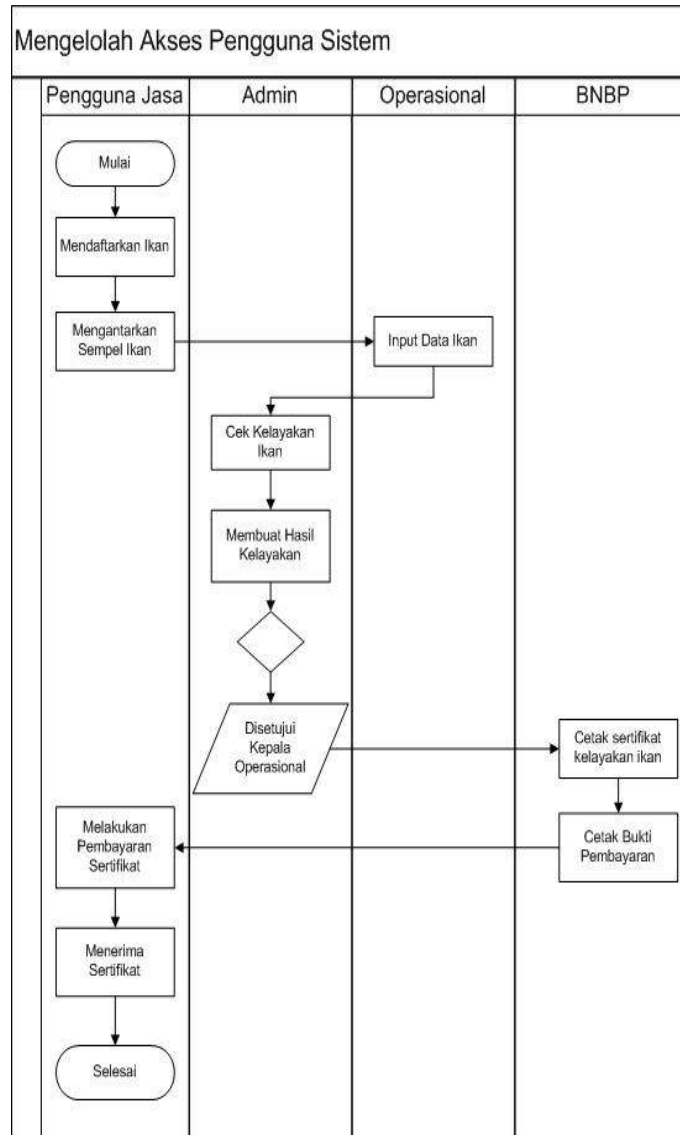 Mengelolah Akses Pengguna Sistem
Pengguna Jasa
Admin
Operasional
BNBP
Mulai
Mendaftarkan Ikan
Mengantarkan
Sempel Ikan
Input Data Ikan
Cek Kelayakan
Ikan
Membuat Hasil
Kelayakan
Disetujui
Kepala
Operasional
Cetak sertifikat
kelayakan ikan
Cetak Bukti
Pembayaran
Melakukan
Pembayaran
Sertifikat
Menerima
Sertifikat
Selesai